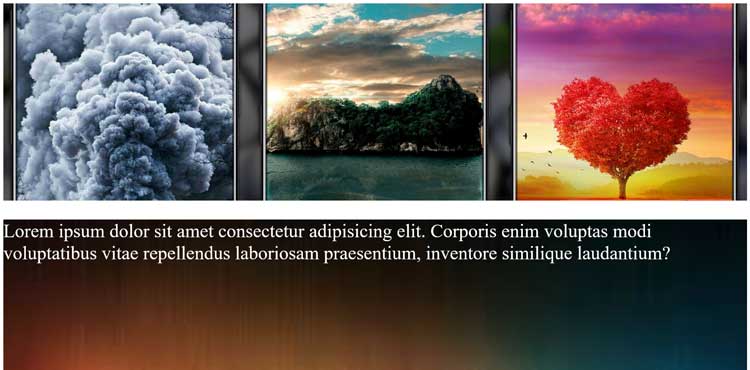 Lorem ipsum dolor sit amet consectetur adipisicing elit. Corporis enim voluptas modi
voluptatibus vitae repellendus laboriosam praesentium, inventore similique laudantium?